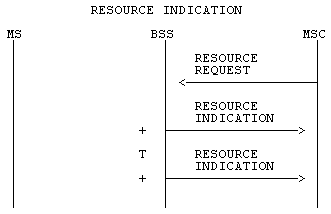 RESOURCE INDICATION
MS BSS MSC
RESOURCE
REQUEST
RESOURCE
INDICATION
+
T RESOURCE
INDICATION
+